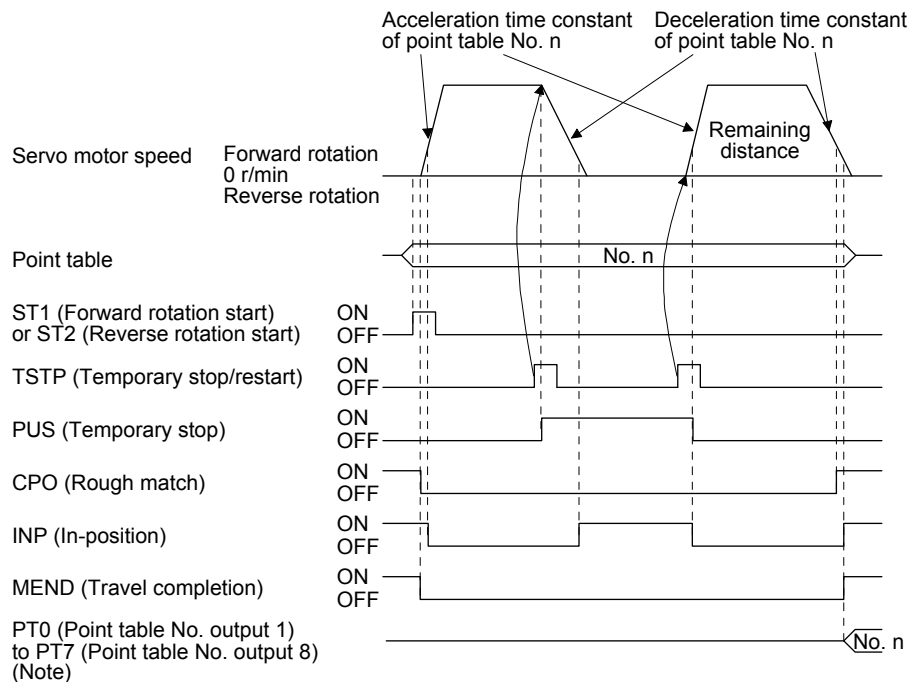 Acceleration time constant
of point table No. n
Deceleration time constant
of point table No. n
Servo motor speed
Forward rotation
0 r/min
Reverse rotation
Remaining
distance
Point table
No. n
ST1 (Forward rotation start)
or ST2 (Reverse rotation start)
ON
OFF
TSTP (Temporary stop/restart)
ON
OFF
PUS (Temporary stop)
ON
OFF
CPO (Rough match)
ON
OFF
INP (In-position)
ON
OFF
MEND (Travel completion)
ON
OFF
PT0 (Point table No. output 1)
to PT7 (Point table No. output 8)
(Note)
No. n